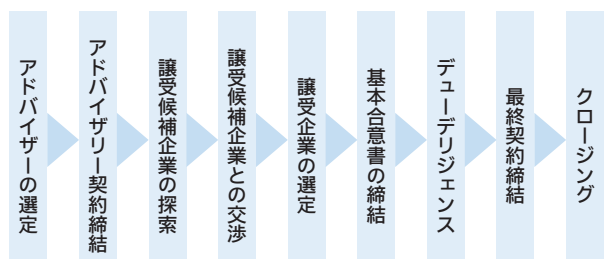 アドバイザーの選定
アドバイザリー契約締結
譲受候補企業の探索
譲受候補企業との交渉
譲受企業の選定
基本合意書の締結
デューデリジェンス
最終契約締結
クロージング